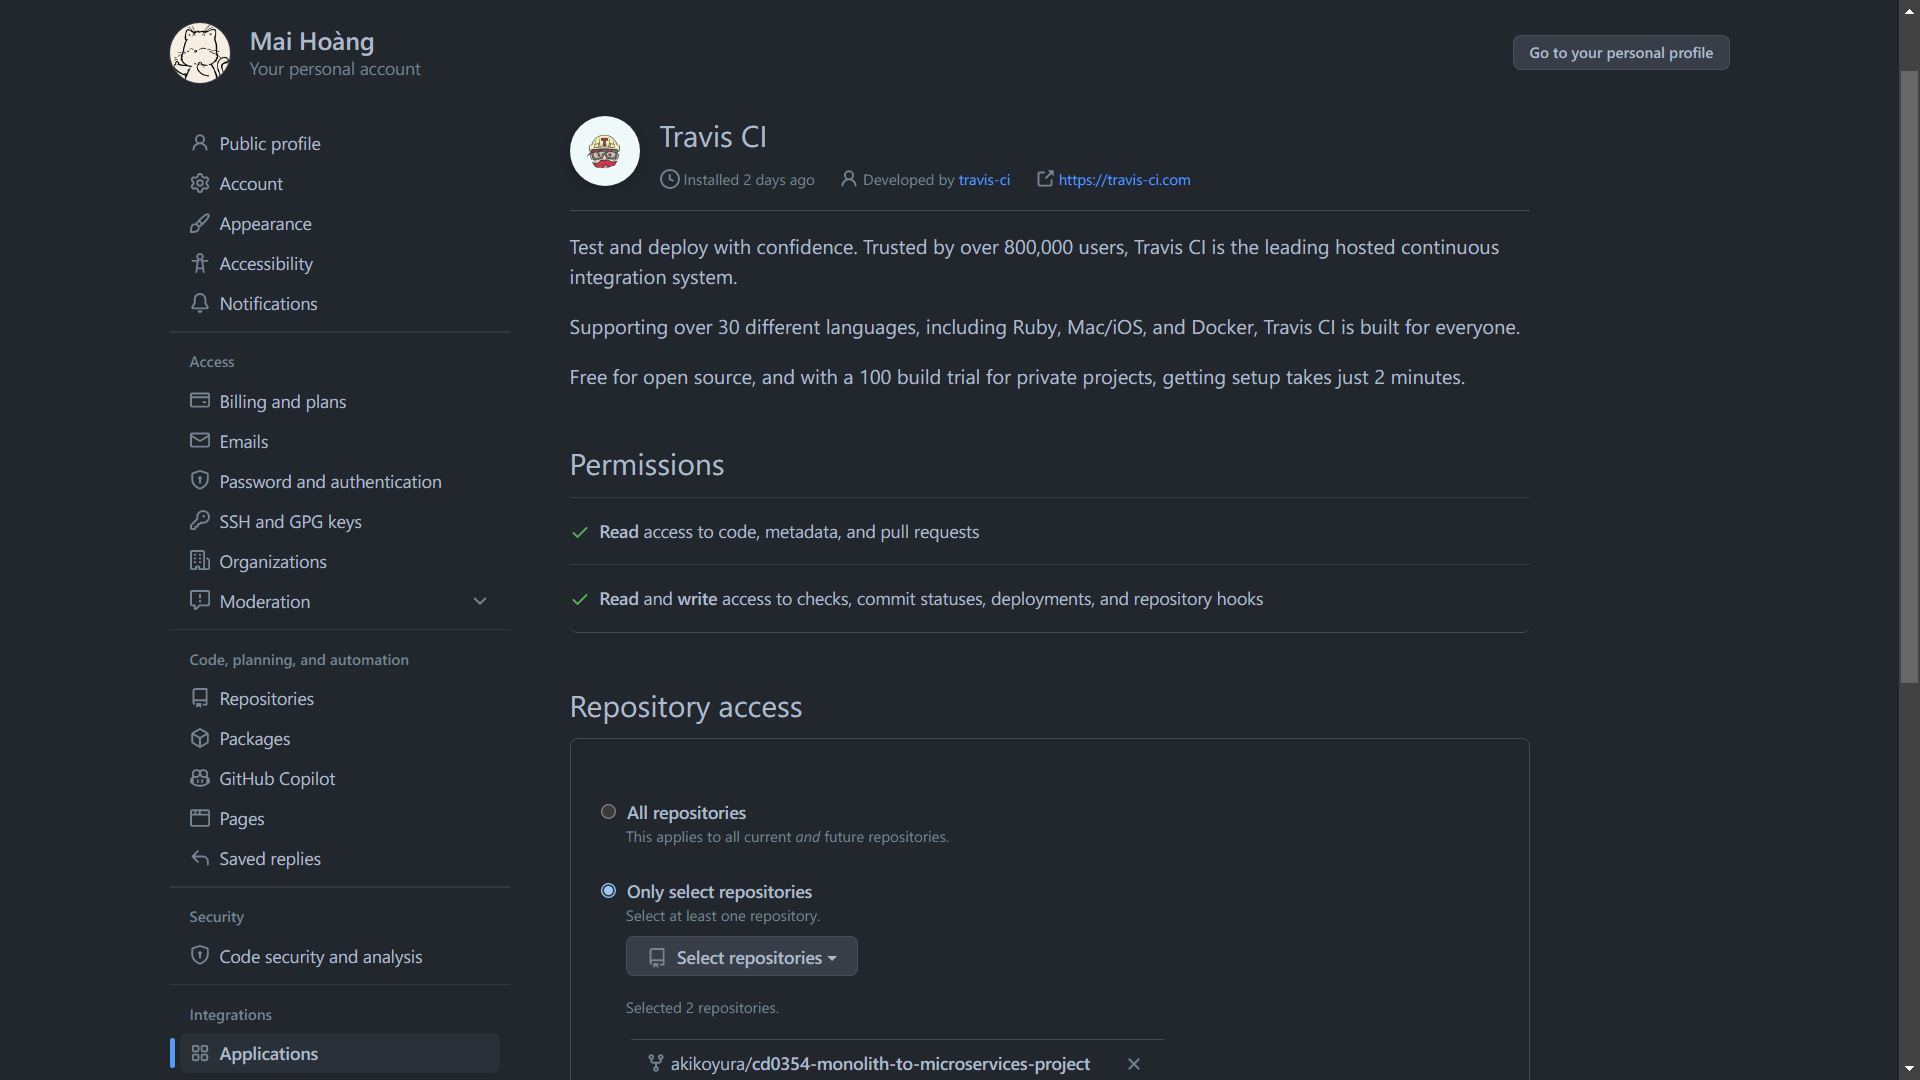 Mai Hoàng
Your personal account
Go to your personal profile
Public profile
Account
Appearance
Accessibility
Notifications
Access
Billing and plans
Emails
Password and authentication
SSH and GPG keys
Organizations
Moderation
Code, planning, and automation
Repositories
Packages
GitHub Copilot
Pages
Saved replies
Security
Code security and analysis
Integrations
Applications
Travis CI
Installed 2 days ago
Developed by travis-ci
https://travis-ci.com
Test and deploy with confidence. Trusted by over 800,000 users, Travis CI is the leading hosted continuous
integration system.
Supporting over 30 different languages, including Ruby, Mac/iOS, and Docker, Travis CI is built for everyone.
Free for open source, and with a 100 build trial for private projects, getting setup takes just 2 minutes.
Permissions
Read access to code, metadata, and pull requests
Read and write access to checks, commit statuses, deployments, and repository hooks
Repository access
All repositories
This applies to all current and future repositories.
Only select repositories
Select at least one repository.
Select repositories
Selected 2 repositories.
akikoyura/cd0354-monolith-to-microservices-project